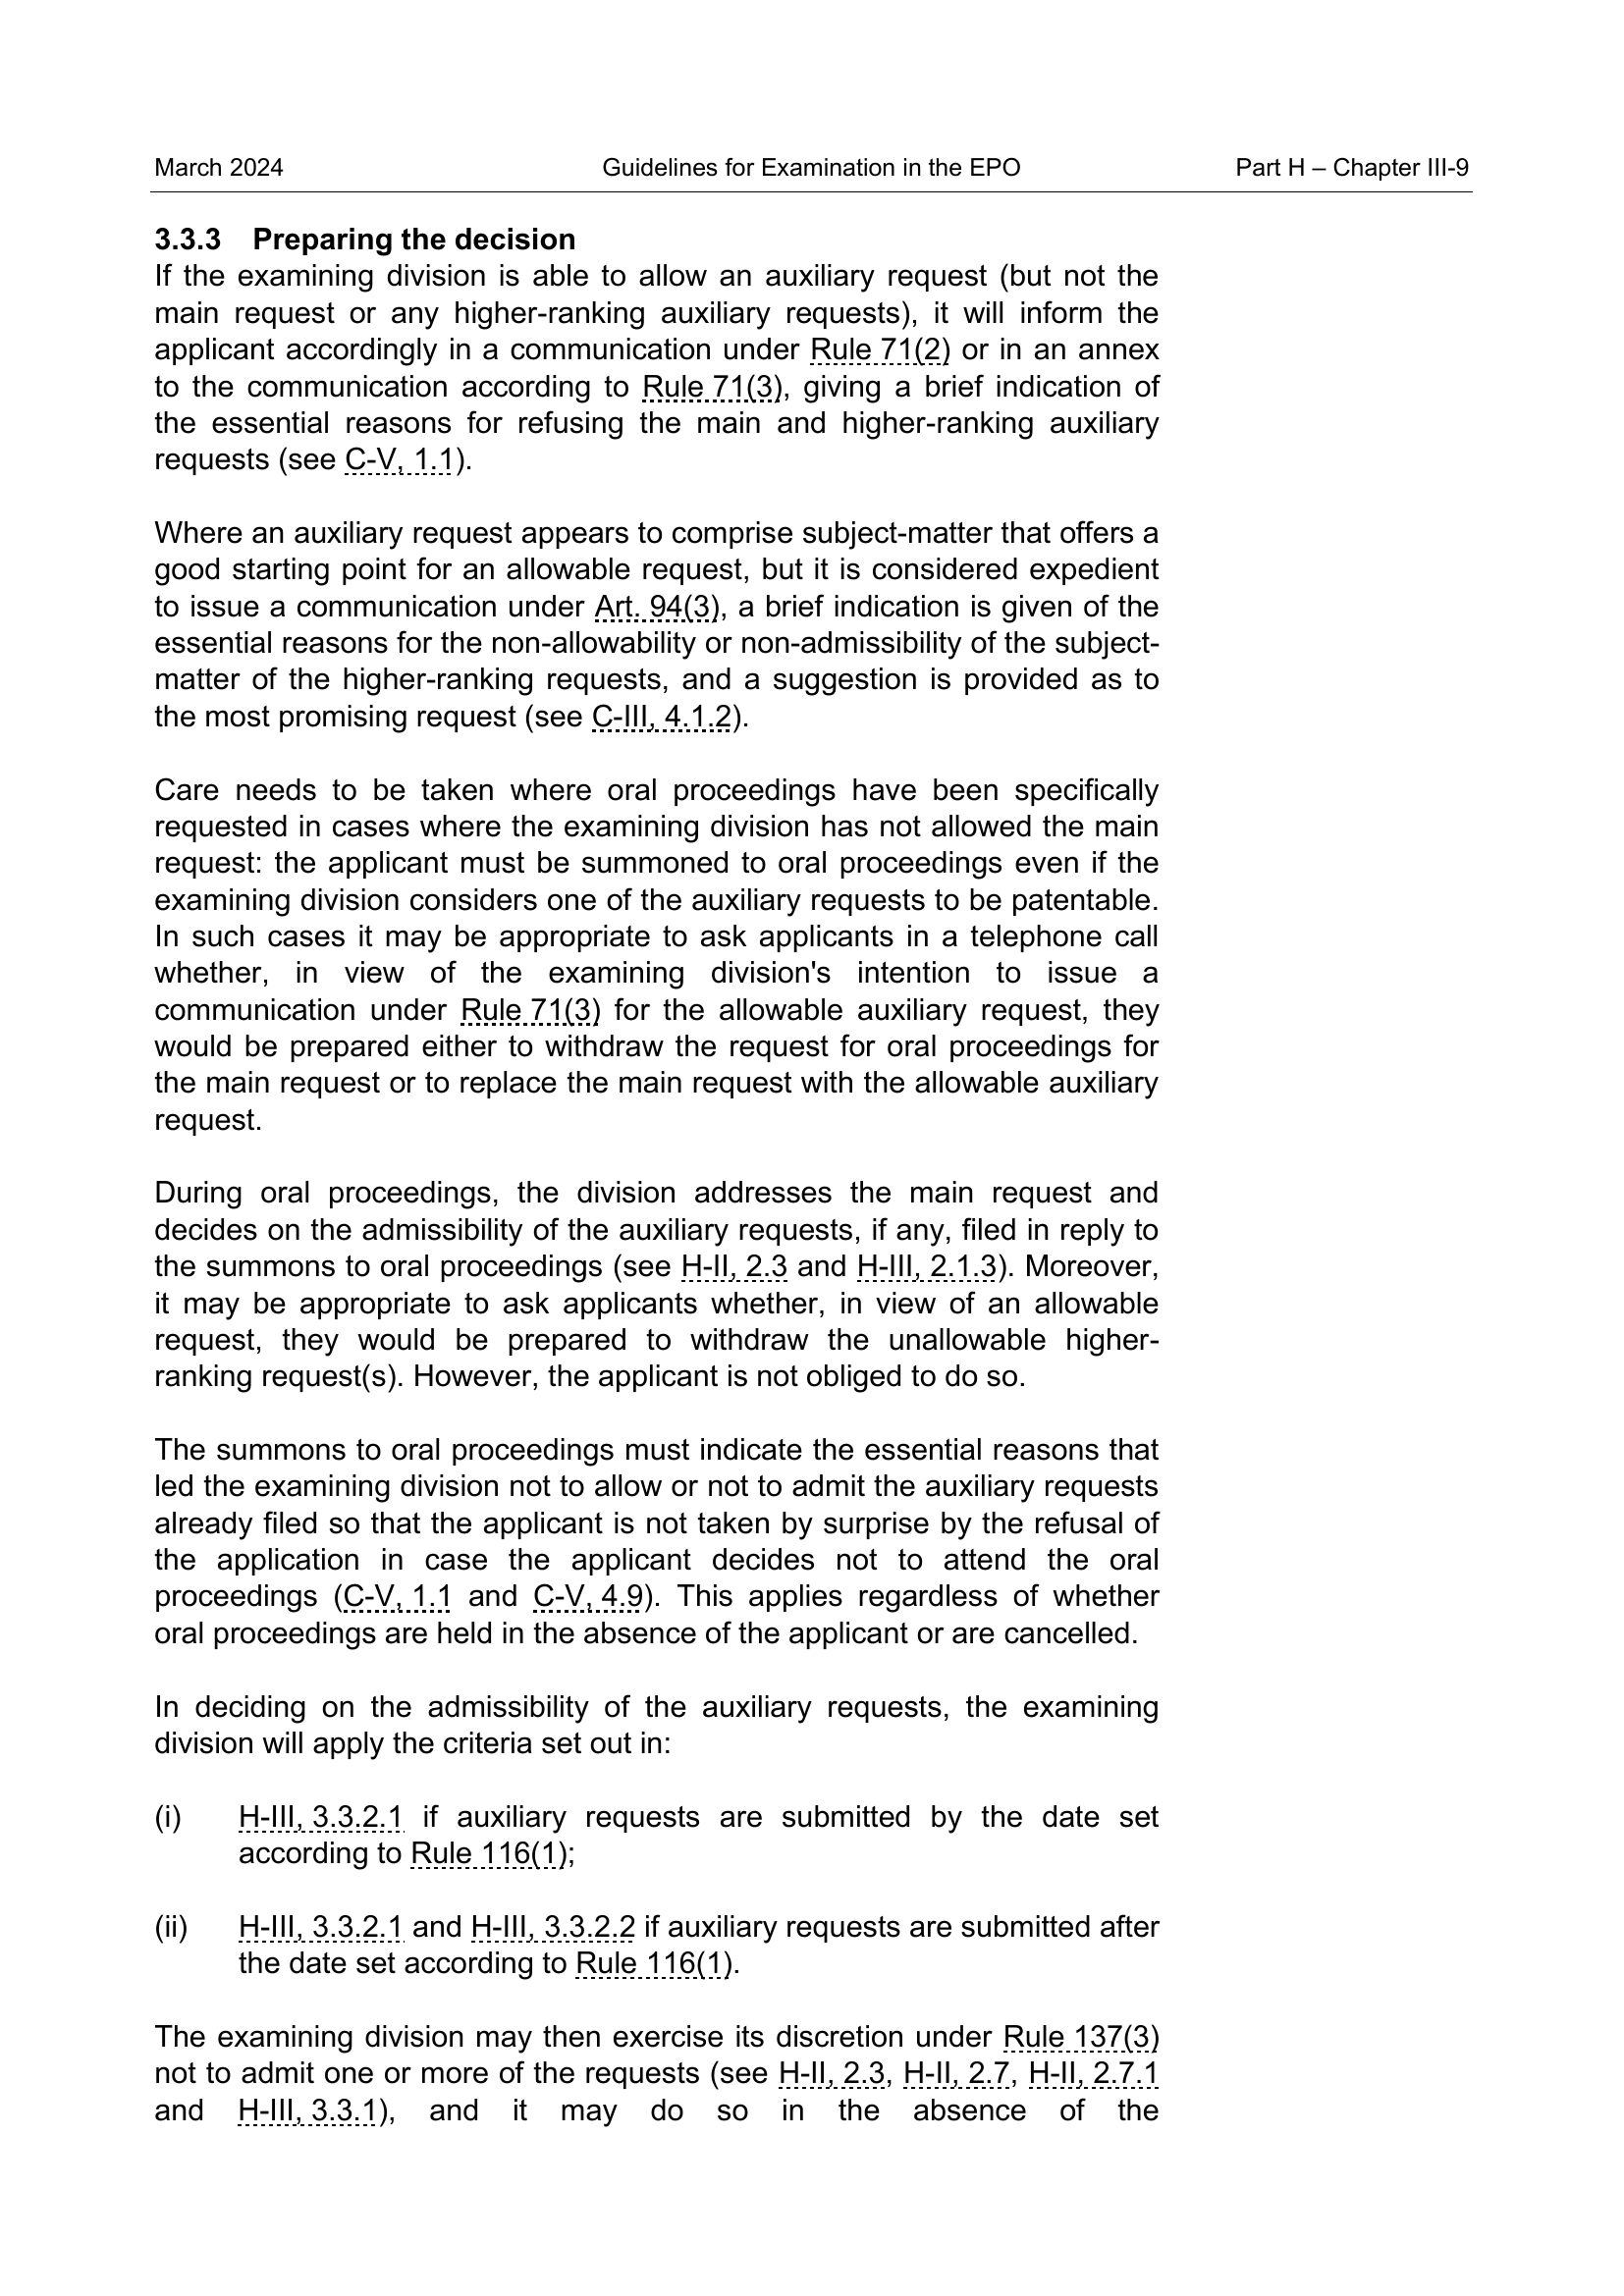 March 2024 Guidelines for Examination in the EPO Part H – Chapter III-9
3.3.3 Preparing the decision
If the examining division is able to allow an auxiliary request (but not the
main request or any higher-ranking auxiliary requests), it will inform the
applicant accordingly in a communication under Rule 71(2) or in an annex
to the communication according to Rule 71(3), giving a brief indication of
the essential reasons for refusing the main and higher-ranking auxiliary
requests (see C-V, 1.1).
Where an auxiliary request appears to comprise subject-matter that offers a
good starting point for an allowable request, but it is considered expedient
to issue a communication under Art. 94(3), a brief indication is given of the
essential reasons for the non-allowability or non-admissibility of the subject-
matter of the higher-ranking requests, and a suggestion is provided as to
the most promising request (see C-III, 4.1.2).
Care needs to be taken where oral proceedings have been specifically
requested in cases where the examining division has not allowed the main
request: the applicant must be summoned to oral proceedings even if the
examining division considers one of the auxiliary requests to be patentable.
In such cases it may be appropriate to ask applicants in a telephone call
whether, in view of the examining division's intention to issue a
communication under Rule 71(3) for the allowable auxiliary request, they
would be prepared either to withdraw the request for oral proceedings for
the main request or to replace the main request with the allowable auxiliary
request.
During oral proceedings, the division addresses the main request and
decides on the admissibility of the auxiliary requests, if any, filed in reply to
the summons to oral proceedings (see H-II, 2.3 and H-III, 2.1.3). Moreover,
it may be appropriate to ask applicants whether, in view of an allowable
request, they would be prepared to withdraw the unallowable higher-
ranking request(s). However, the applicant is not obliged to do so.
The summons to oral proceedings must indicate the essential reasons that
led the examining division not to allow or not to admit the auxiliary requests
already filed so that the applicant is not taken by surprise by the refusal of
the application in case the applicant decides not to attend the oral
proceedings (C-V, 1.1 and C-V, 4.9). This applies regardless of whether
oral proceedings are held in the absence of the applicant or are cancelled.
In deciding on the admissibility of the auxiliary requests, the examining
division will apply the criteria set out in:
(i) H-III, 3.3.2.1 if auxiliary requests are submitted by the date set
according to Rule 116(1);
(ii) H-III, 3.3.2.1 and H-III, 3.3.2.2 if auxiliary requests are submitted after
the date set according to Rule 116(1).
The examining division may then exercise its discretion under Rule 137(3)
not to admit one or more of the requests (see H-II, 2.3, H-II, 2.7, H-II, 2.7.1
and H-III, 3.3.1), and it may do so in the absence of the